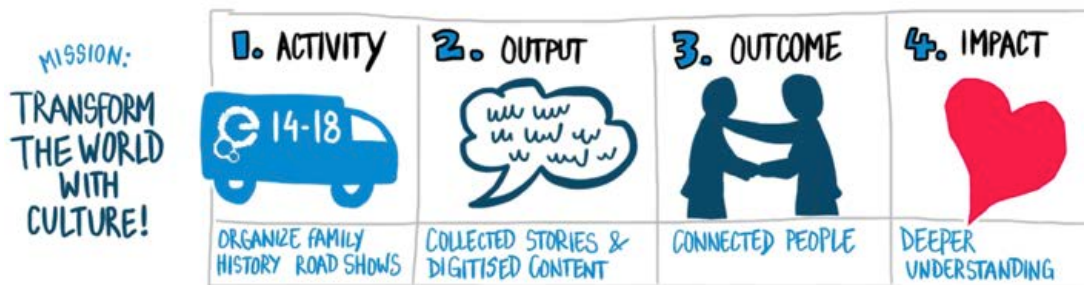 MISSION:
TRANSFORM
THE WORLD
WITH
CULTURE!
1. ACTIVITY
14-18
ORGANIZE FAMILY
HISTORY ROAD SHOWS
2. OUTPUT
COLLECTED STORIES &
DIGITISED CONTENT
3. OUTCOME
CONNECTED PEOPLE
4. IMPACT
DEEPER
UNDERSTANDING